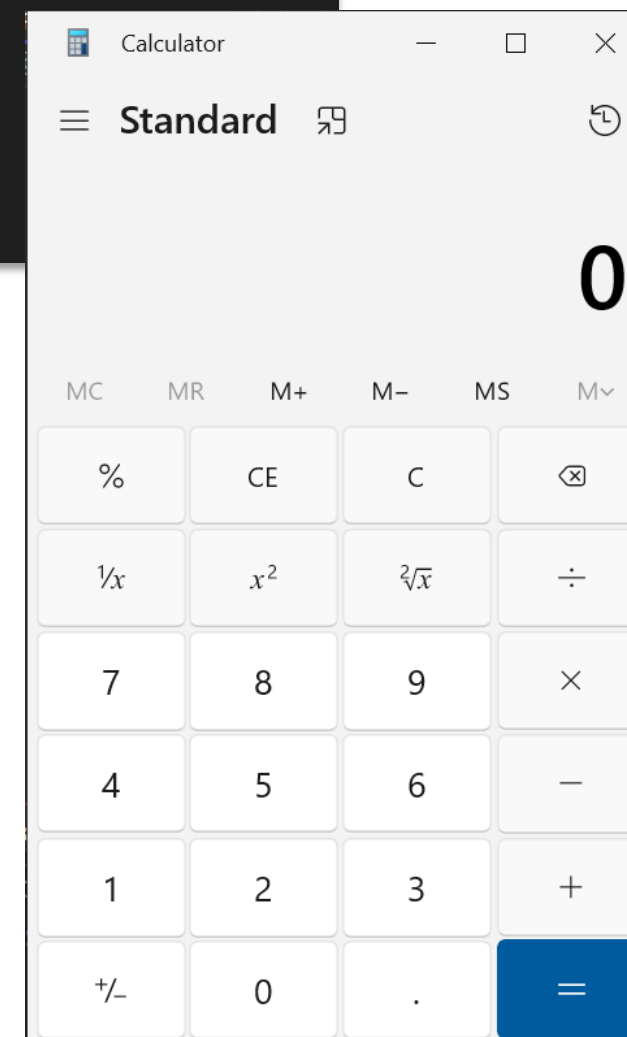 Calculator
Standard
0
MC MR M+ M− MS M
% CE C
¹/x x² ²√x ÷
7 8 9 ×
4 5 6 −
1 2 3 +
+/− 0 . =